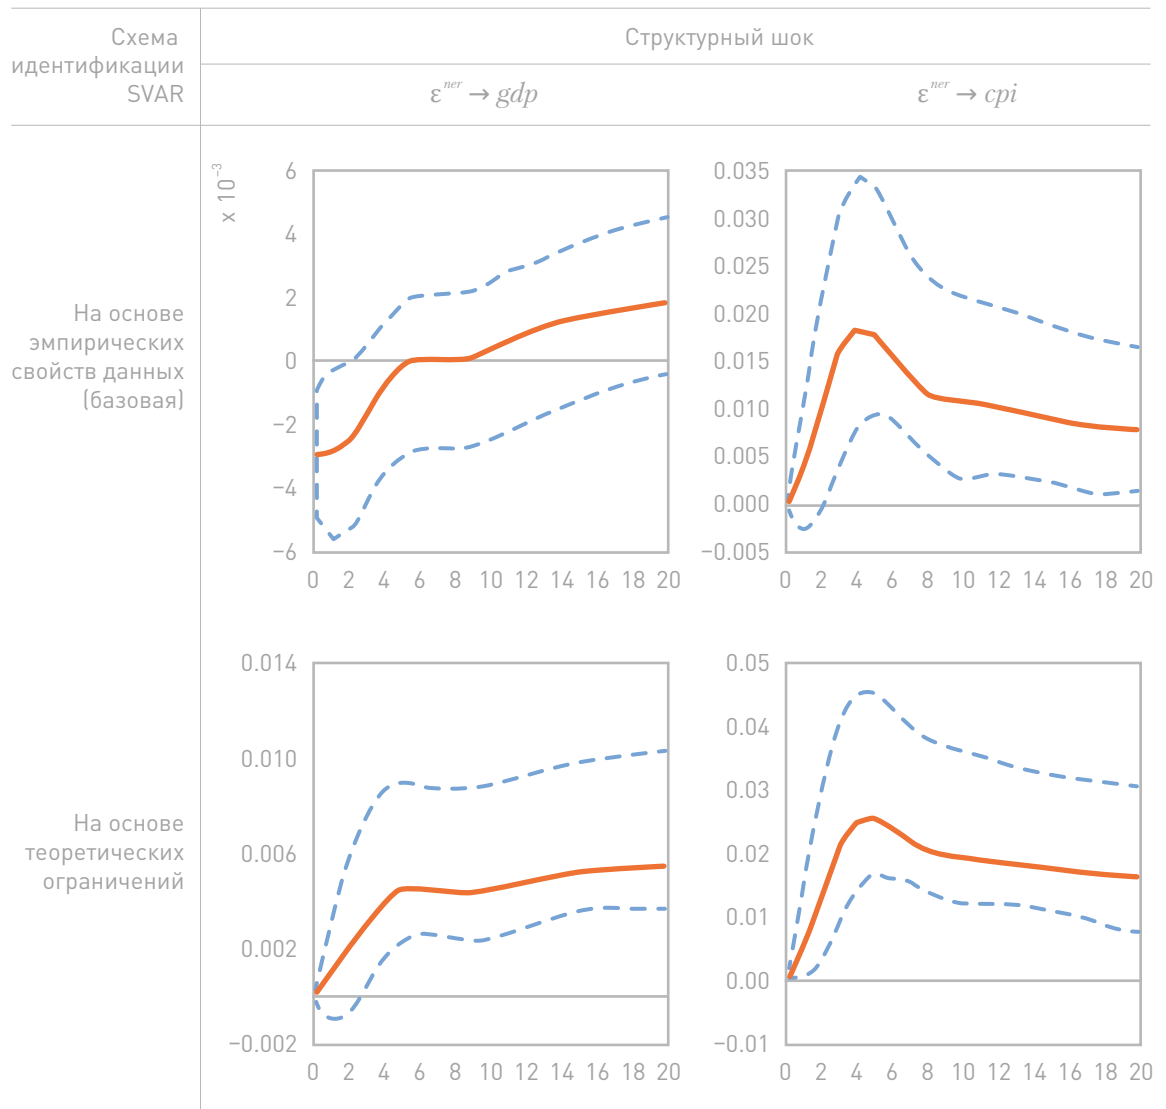 Схема
идентификации
SVAR
Структурный шок
εⁿᵉʳ → gdp
εⁿᵉʳ → cpi
На основе
эмпирических
свойств данных
(базовая)
x 10⁻³
6
4
2
0
−2
−4
−6
0 2 4 6 8 10 12 14 16 18 20
0.035
0.030
0.025
0.020
0.015
0.010
0.005
0.000
−0.005
0 2 4 6 8 10 12 14 16 18 20
На основе
теоретических
ограничений
0.014
0.010
0.006
0.002
−0.002
0 2 4 6 8 10 12 14 16 18 20
0.05
0.04
0.03
0.02
0.01
0.00
−0.01
0 2 4 6 8 10 12 14 16 18 20